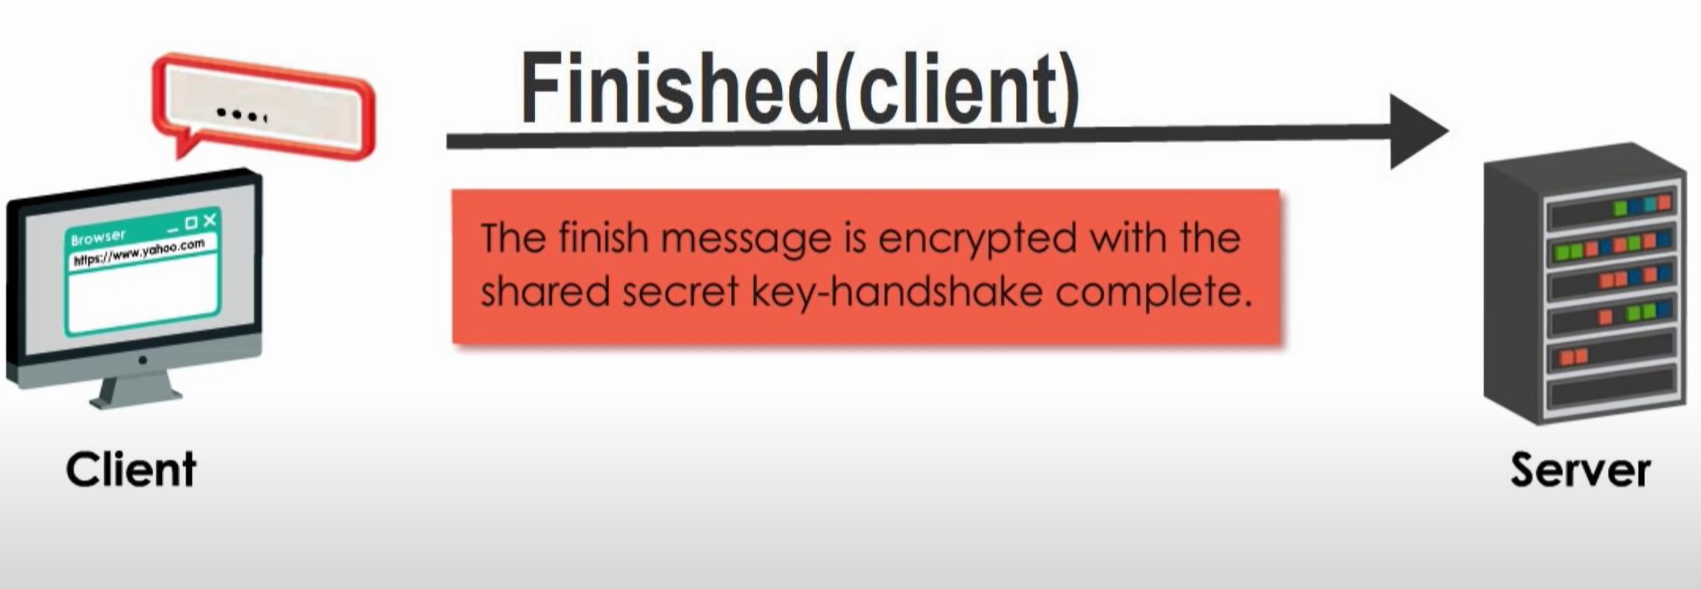 Finished(client)
Browser
https://www.yahoo.com
The finish message is encrypted with the
shared secret key-handshake complete.
Client
Server